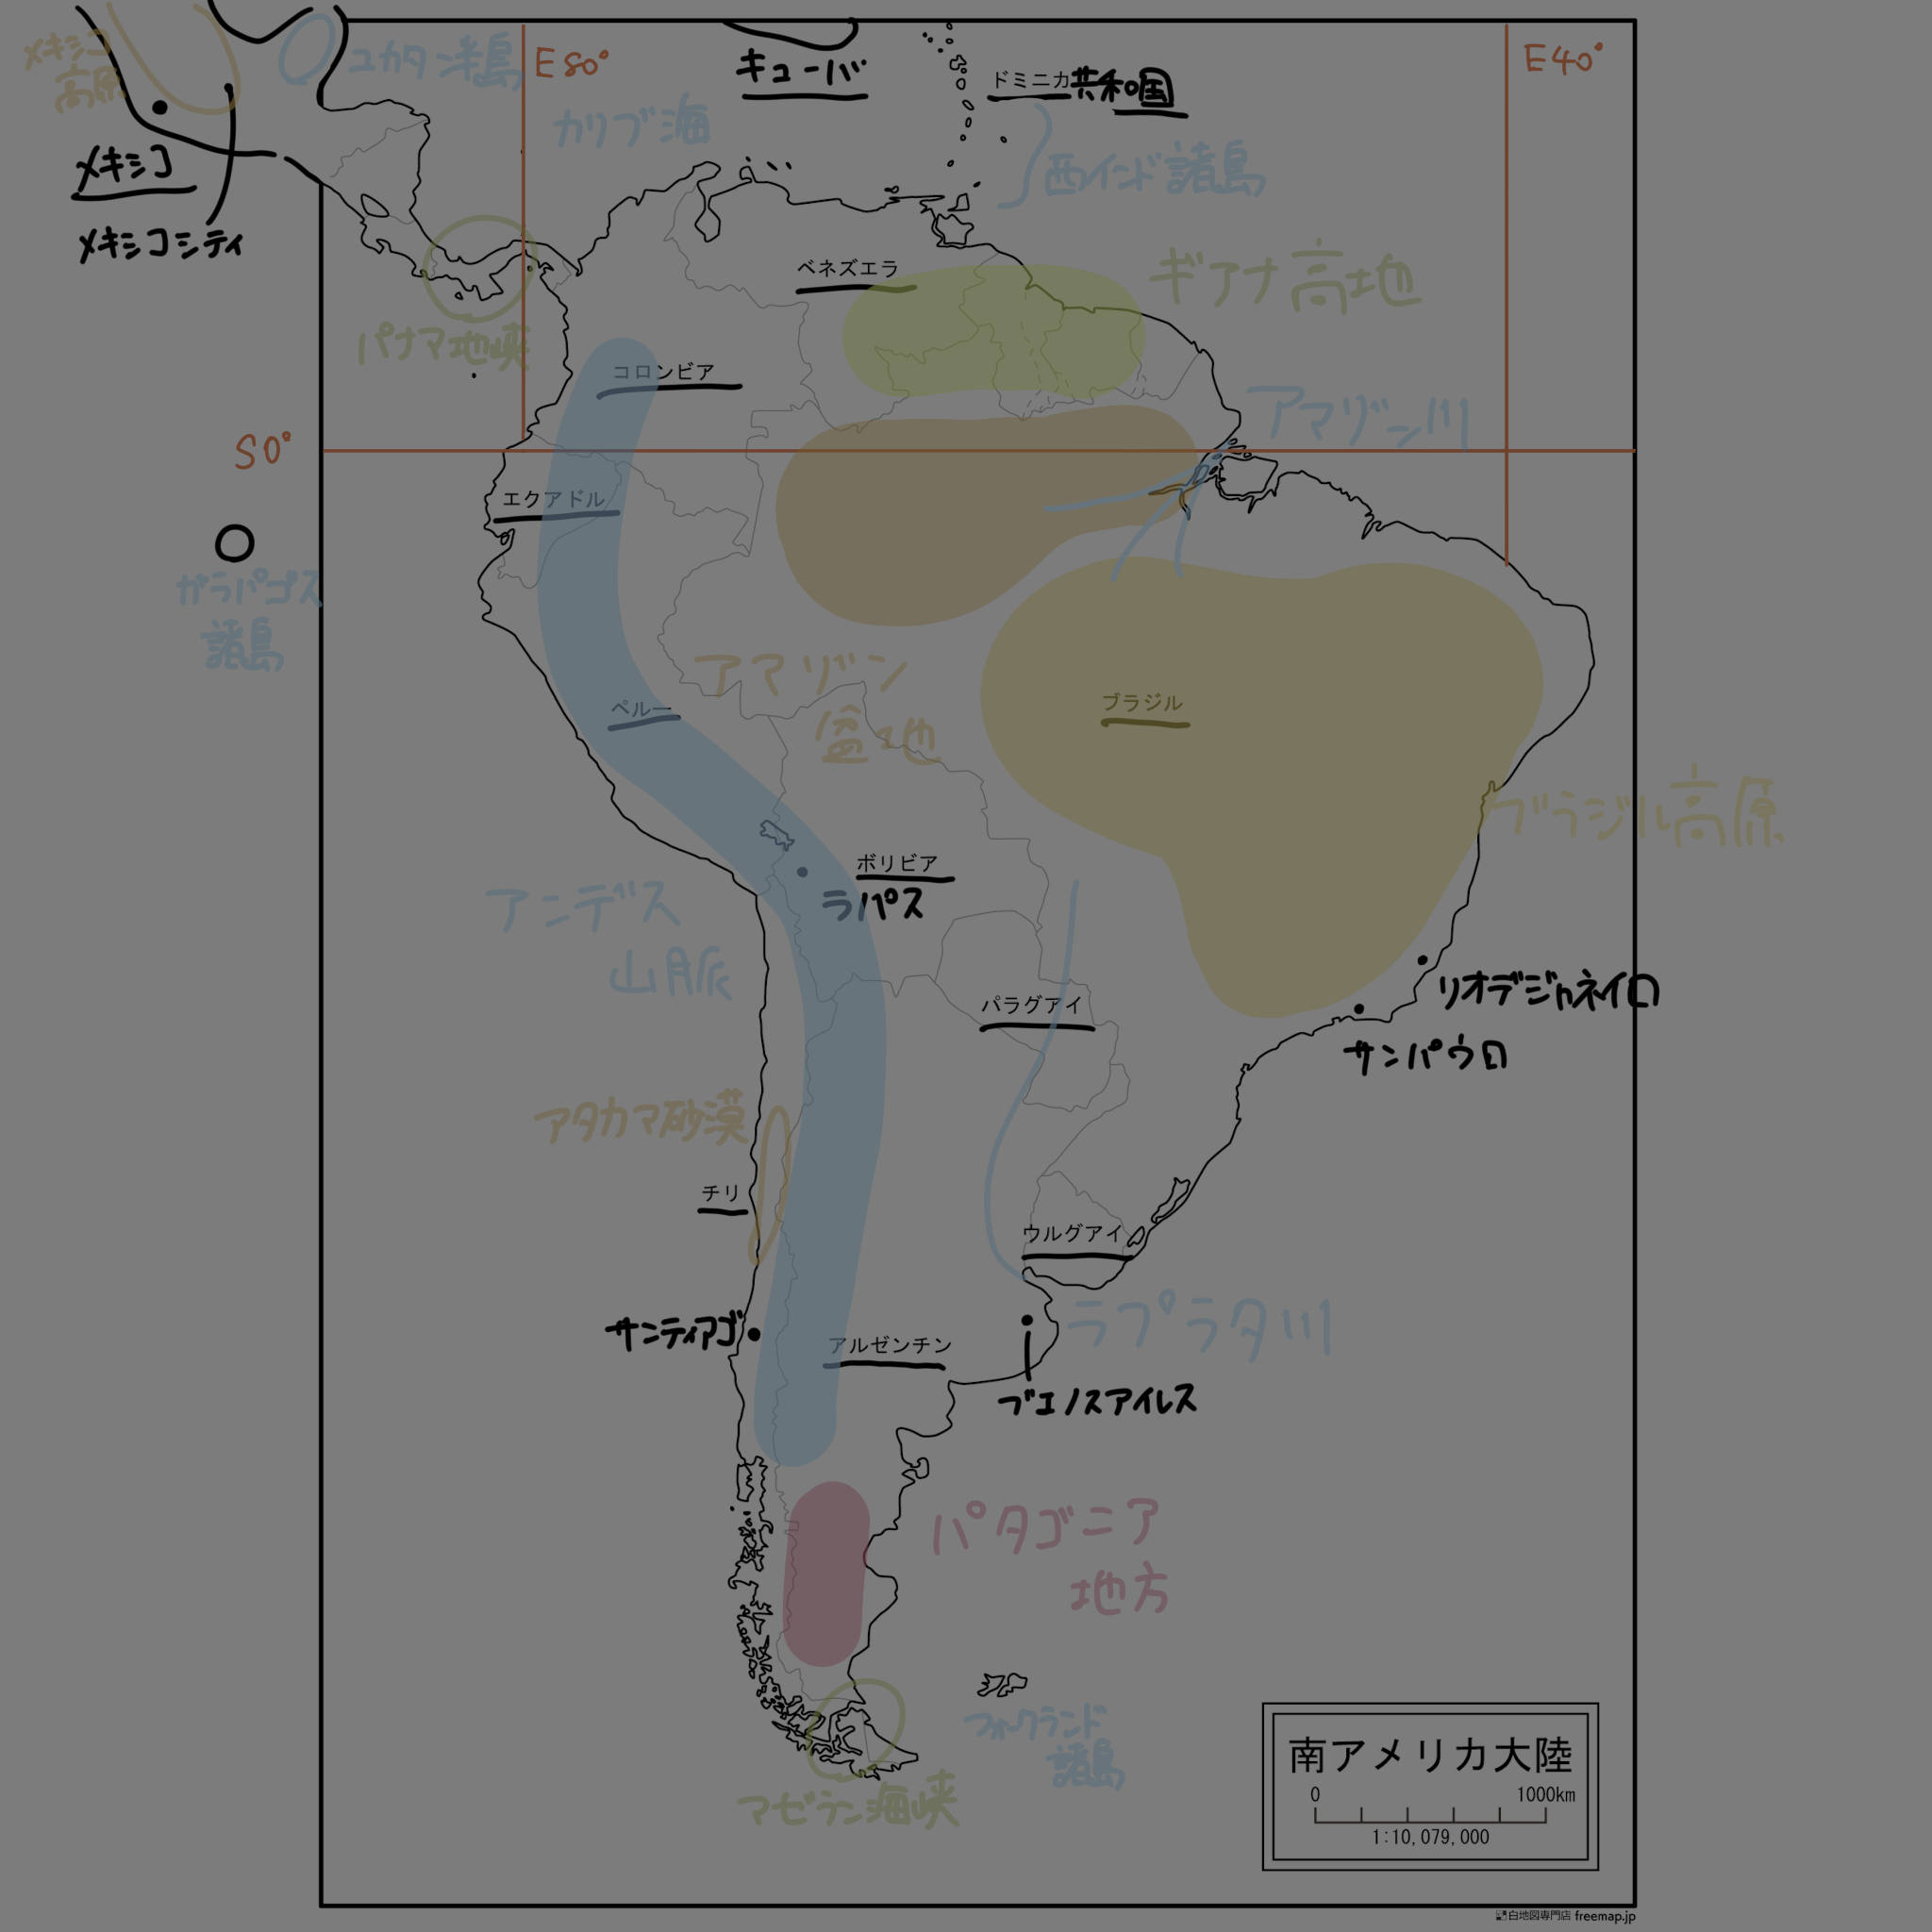 メキシコ
高原
ユカタン半島
E80°
キューバ
ドミニカ共和国
E40°
カリブ海
西インド諸島
メキシコ
メキシコシティ
ベネズエラ
ギアナ高地
パナマ地峡
コロンビア
アマゾン川
S0°
エクアドル
ガラパゴス
諸島
アマゾン
盆地
ペルー
ブラジル
ブラジル高原
ボリビア
ラパス
アンデス
山脈
パラグアイ
リオデジャネイロ
サンパウロ
アタカマ砂漠
チリ
ウルグアイ
サンティアゴ
アルゼンチン
ラプラタ川
ブエノスアイレス
パタゴニア
地方
フォークランド
諸島
マゼラン海峡
南アメリカ大陸
0 1000km
1:10,079,000
白地図専門店 freemap.jp